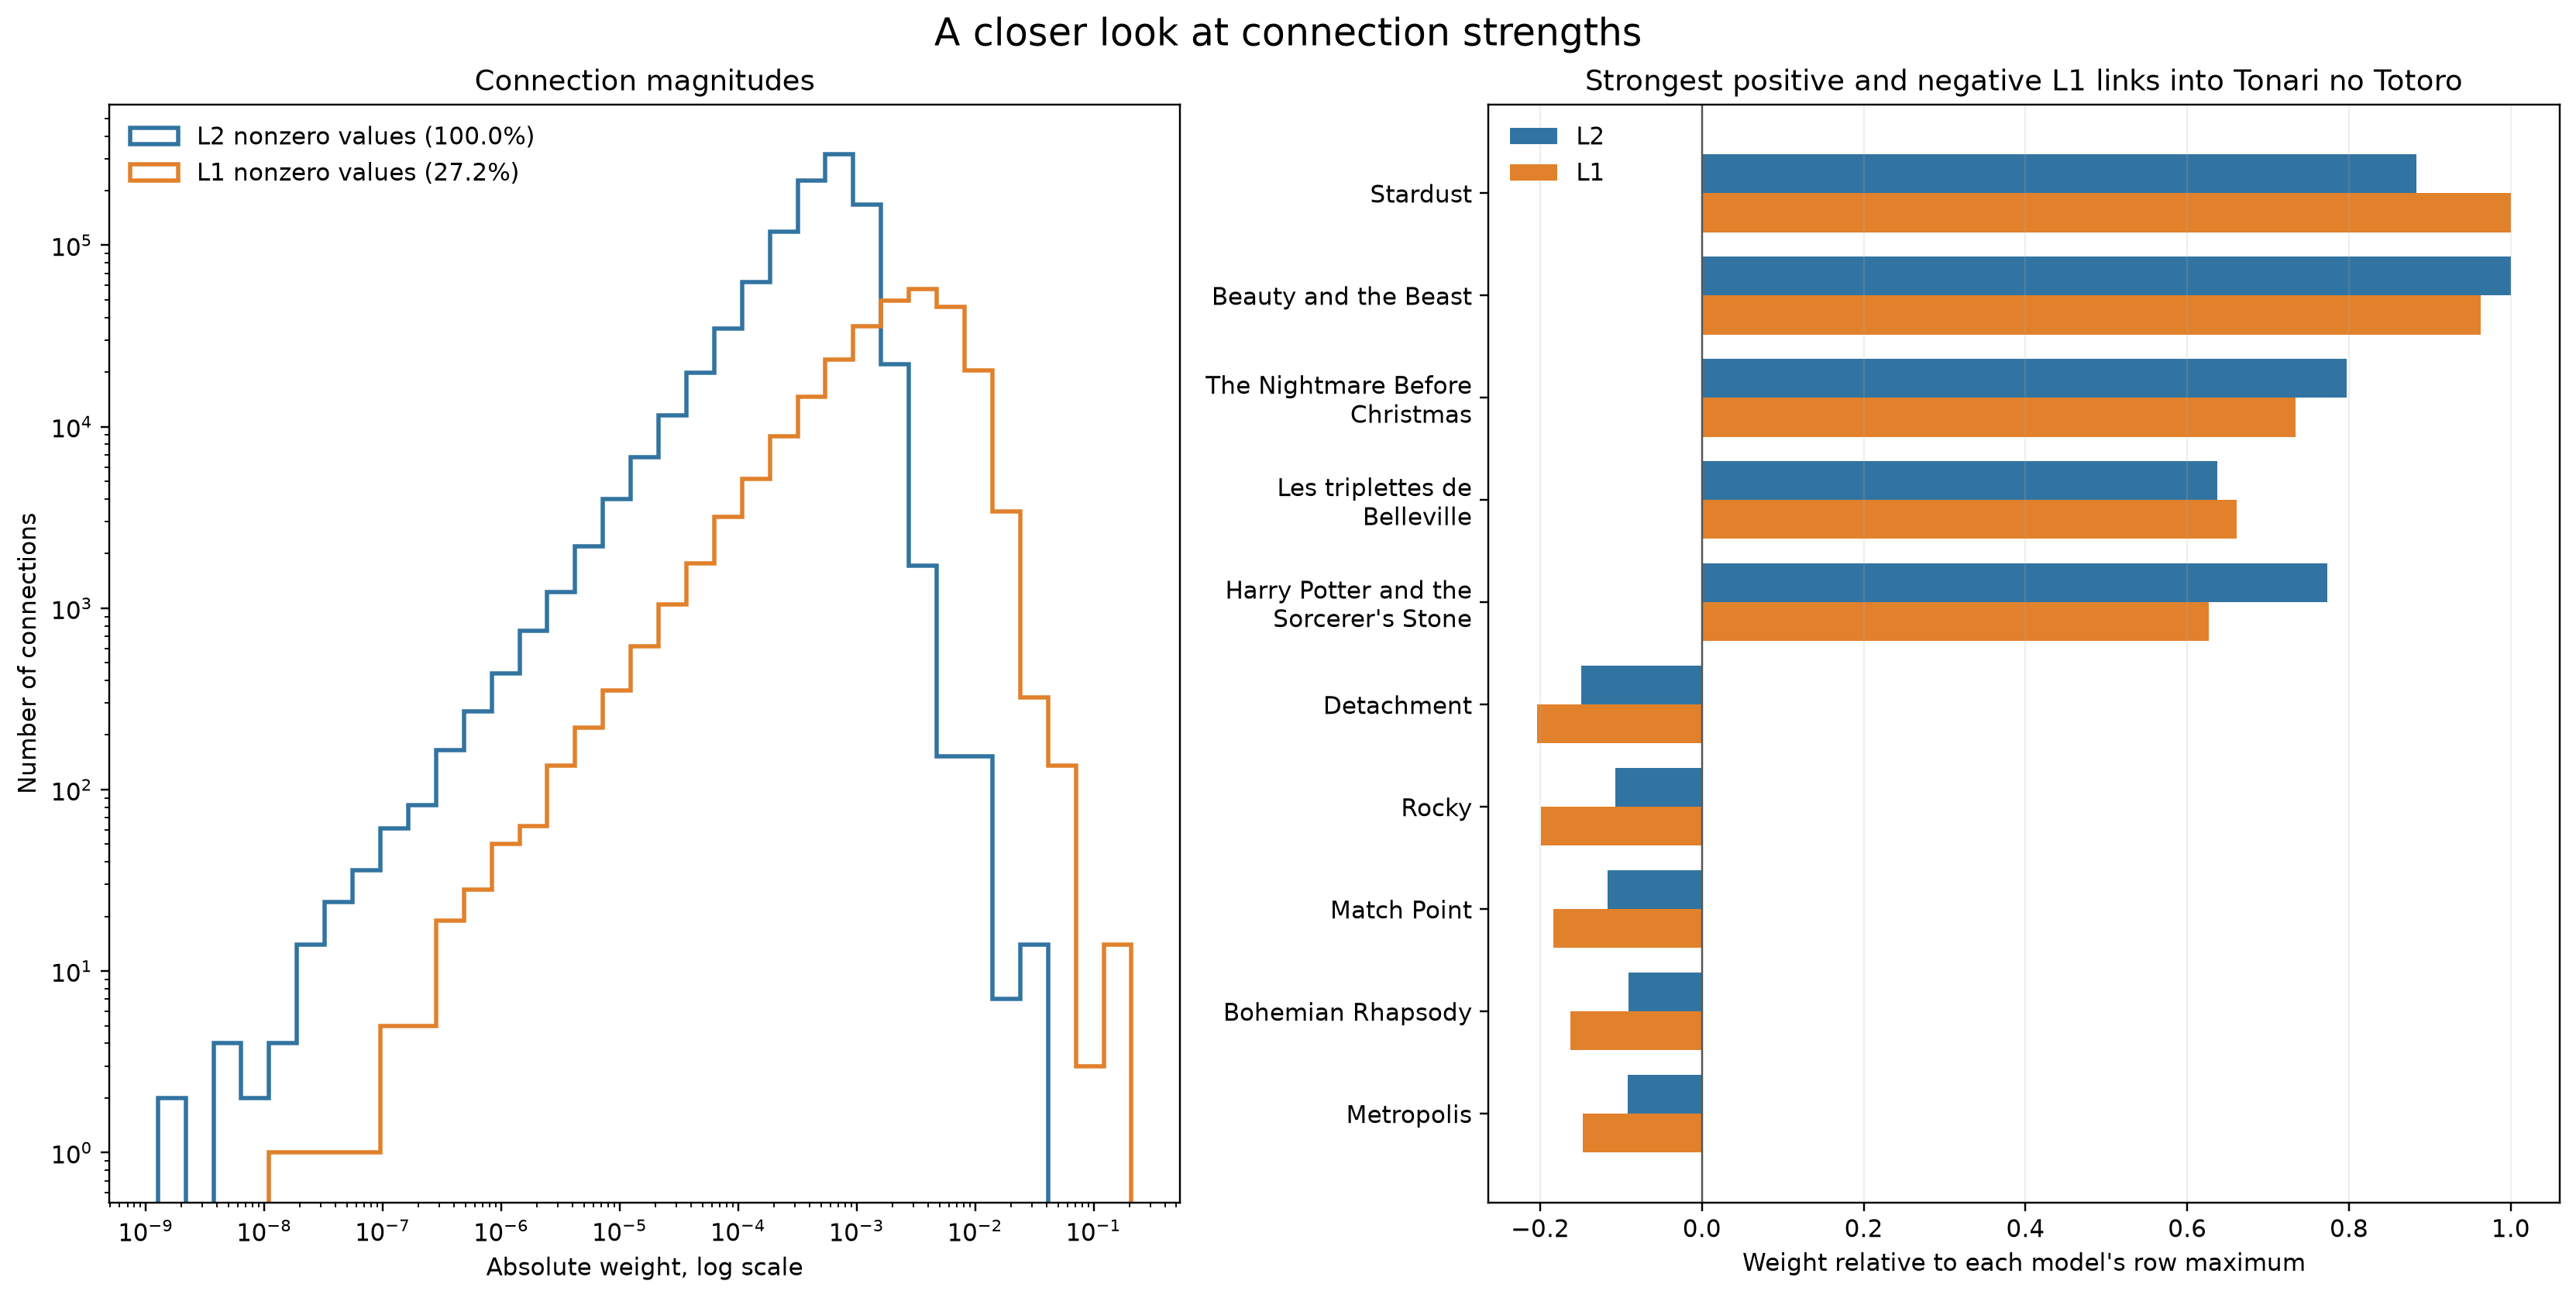 A closer look at connection strengths
Connection magnitudes
L2 nonzero values (100.0%)
L1 nonzero values (27.2%)
Number of connections
10⁵
10⁴
10³
10²
10¹
10⁰
10⁻⁹ 10⁻⁸ 10⁻⁷ 10⁻⁶ 10⁻⁵ 10⁻⁴ 10⁻³ 10⁻² 10⁻¹
Absolute weight, log scale
Strongest positive and negative L1 links into Tonari no Totoro
L2
L1
Stardust
Beauty and the Beast
The Nightmare Before
Christmas
Les triplettes de
Belleville
Harry Potter and the
Sorcerer's Stone
Detachment
Rocky
Match Point
Bohemian Rhapsody
Metropolis
−0.2 0.0 0.2 0.4 0.6 0.8 1.0
Weight relative to each model's row maximum